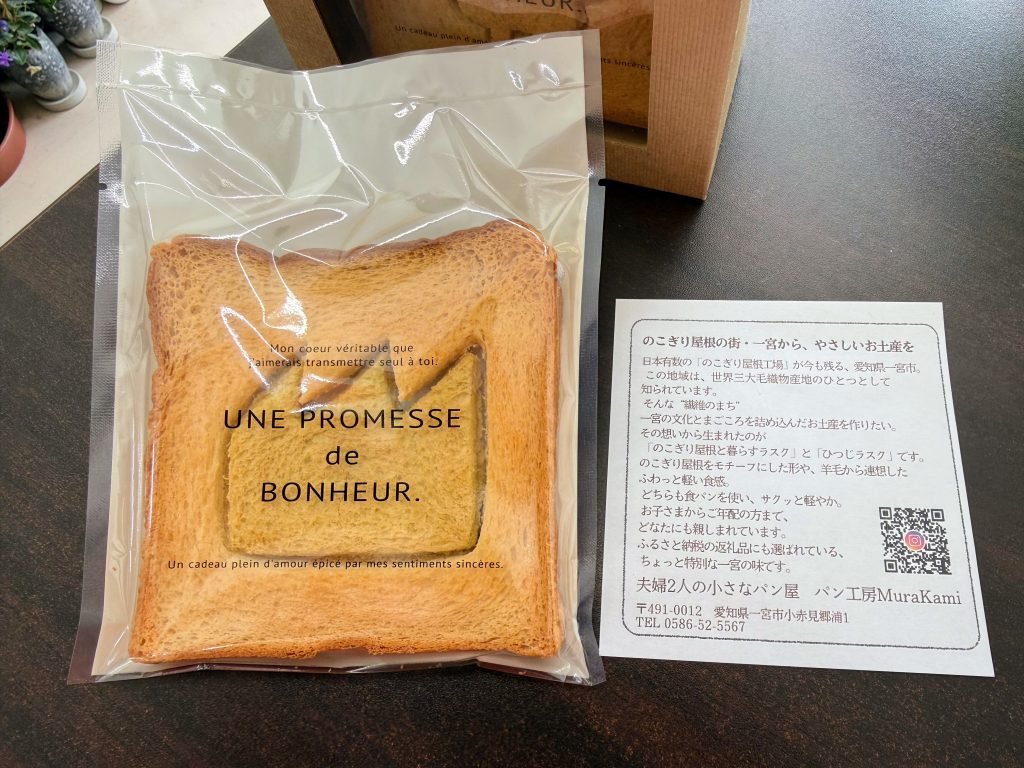 HEUR.
Un cadeau plein d'amo
nts sincères.
Mon coeur véritable que
j'aimerais transmettre seul à toi.
UNE PROMESSE
de
BONHEUR.
Un cadeau plein d'amour épicé par mes sentiments sincères.
のこぎり屋根の街・一宮から、やさしいお土産を
日本有数の「のこぎり屋根工場」が今も残る、愛知県一宮市。
この地域は、世界三大毛織物産地のひとつとして
知られています。
そんな"繊維のまち"
一宮の文化とまごころを詰め込んだお土産を作りたい。
その想いから生まれたのが
「のこぎり屋根と暮らすラスク」と「ひつじラスク」です。
のこぎり屋根をモチーフにした形や、羊毛から連想した
ふわっと軽い食感。
どちらも食パンを使い、サクッと軽やか。
お子さまからご年配の方まで、
どなたにも親しまれています。
ふるさと納税の返礼品にも選ばれている、
ちょっと特別な一宮の味です。
夫婦2人の小さなパン屋 パン工房MuraKami
〒491-0012 愛知県一宮市小赤見郷浦1
TEL 0586-52-5567